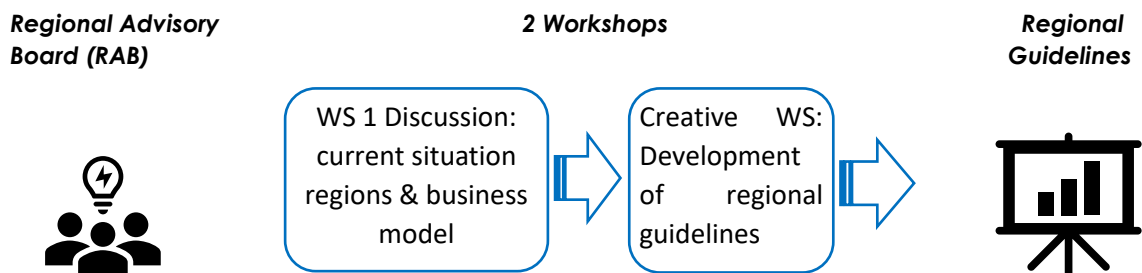 Regional Advisory
Board (RAB)
2 Workshops
Regional
Guidelines
WS 1 Discussion:
current situation
regions & business
model
Creative WS:
Development
of regional
guidelines